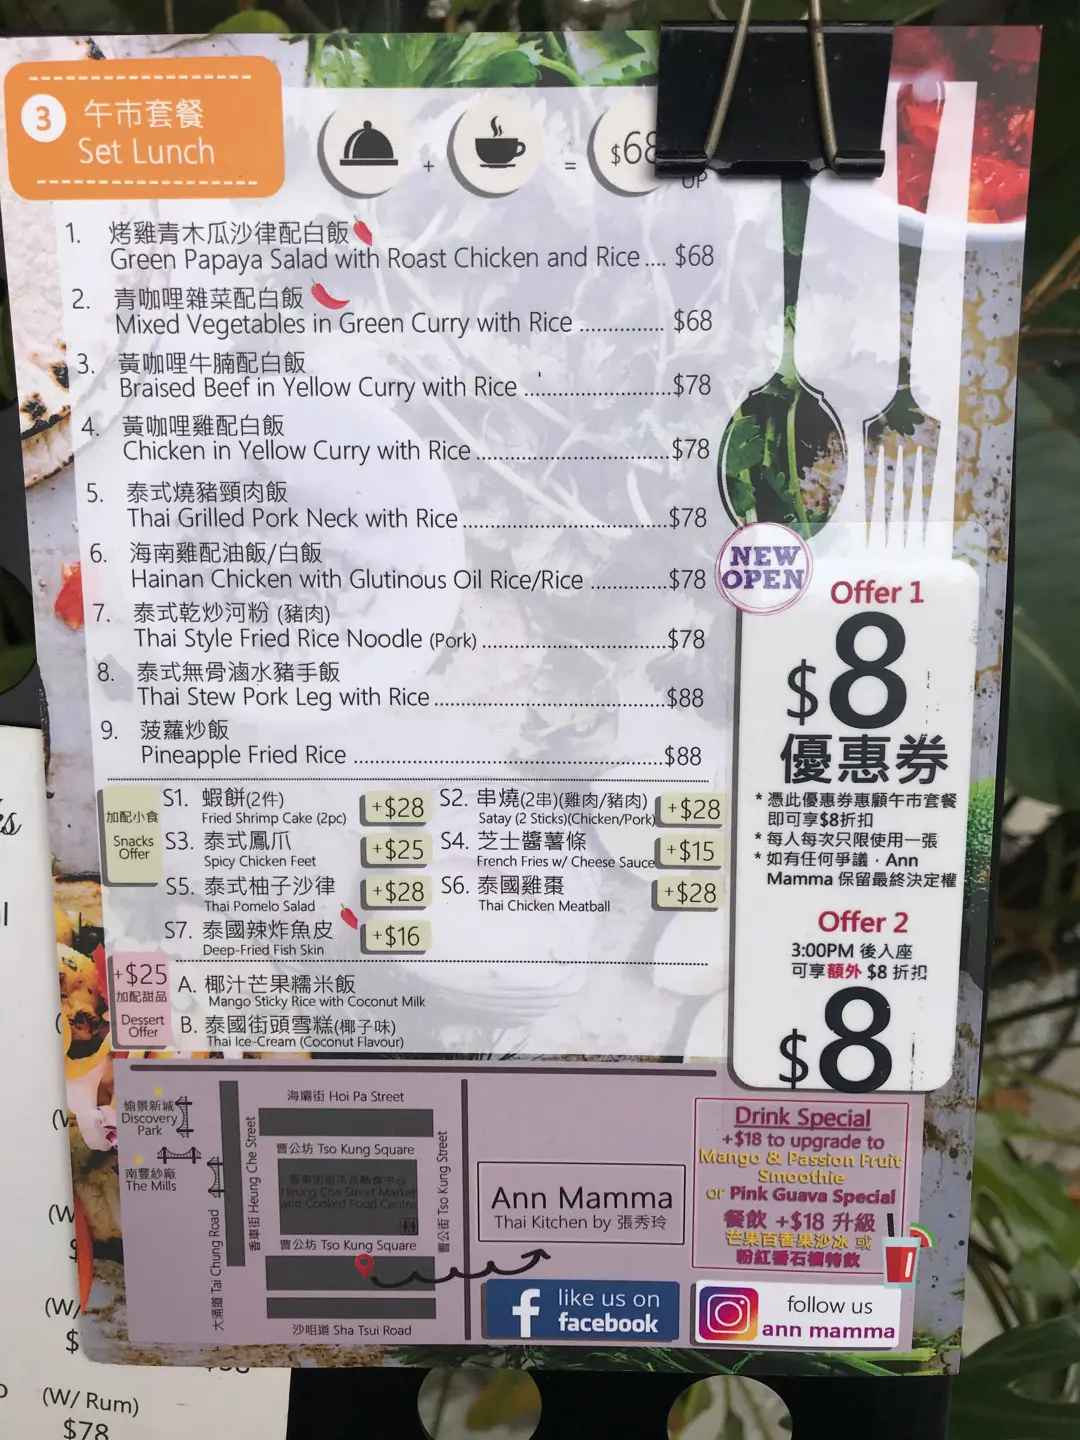 3
午市套餐
Set Lunch
+
=
$68
UP
1. 烤雞青木瓜沙律配白飯
Green Papaya Salad with Roast Chicken and Rice.... $68
2. 青咖哩雜菜配白飯
Mixed Vegetables in Green Curry with Rice ............... $68
3. 黃咖哩牛腩配白飯
Braised Beef in Yellow Curry with Rice ..........................$78
4. 黃咖哩雞配白飯
Chicken in Yellow Curry with Rice ..................................$78
5. 泰式燒豬頸肉飯
Thai Grilled Pork Neck with Rice ....................................$78
6. 海南雞配油飯/白飯
Hainan Chicken with Glutinous Oil Rice/Rice .............$78
7. 泰式乾炒河粉 (豬肉)
Thai Style Fried Rice Noodle (Pork) ................................$78
8. 泰式無骨滷水豬手飯
Thai Stew Pork Leg with Rice ..........................................$88
9. 菠蘿炒飯
Pineapple Fried Rice .........................................................$88
加配小食
Snacks
Offer
S1. 蝦餅(2件)
Fried Shrimp Cake (2pc)
+$28
S2. 串燒(2串)(雞肉/豬肉)
Satay (2 Sticks)(Chicken/Pork)
+$28
S3. 泰式鳳爪
Spicy Chicken Feet
+$25
S4. 芝士醬薯條
French Fries w/ Cheese Sauce
+$15
S5. 泰式柚子沙律
Thai Pomelo Salad
+$28
S6. 泰國雞棗
Thai Chicken Meatball
+$28
S7. 泰國辣炸魚皮
Deep-Fried Fish Skin
+$16
+$25
加配甜品
Dessert
Offer
A. 椰汁芒果糯米飯
Mango Sticky Rice with Coconut Milk
B. 泰國街頭雪糕(椰子味)
Thai Ice-Cream (Coconut Flavour)
NEW
OPEN
Offer 1
$8
優惠券
* 憑此優惠券惠顧午市套餐
即可享$8折扣
* 每人每次只限使用一張
* 如有任何爭議，Ann
Mamma 保留最終決定權
Offer 2
3:00PM 後入座
可享額外 $8 折扣
$8
愉景新城
Discovery
Park
南豐紗廠
The Mills
大涌道 Tai Chung Road
香車街 Heung Che Street
海壩街 Hoi Pa Street
曹公坊 Tso Kung Square
香車街街市及熟食中心
Heung Che Street Market
and Cooked Food Centre
曹公坊 Tso Kung Square
曹公街 Tso Kung Street
沙咀道 Sha Tsui Road
Ann Mamma
Thai Kitchen by 張秀玲
Drink Special
+$18 to upgrade to
Mango & Passion Fruit
Smoothie
or Pink Guava Special
餐飲 +$18 升級
芒果百香果沙冰 或
粉紅番石榴特飲
f
like us on
facebook
follow us
ann mamma
(W/ Rum)
$78